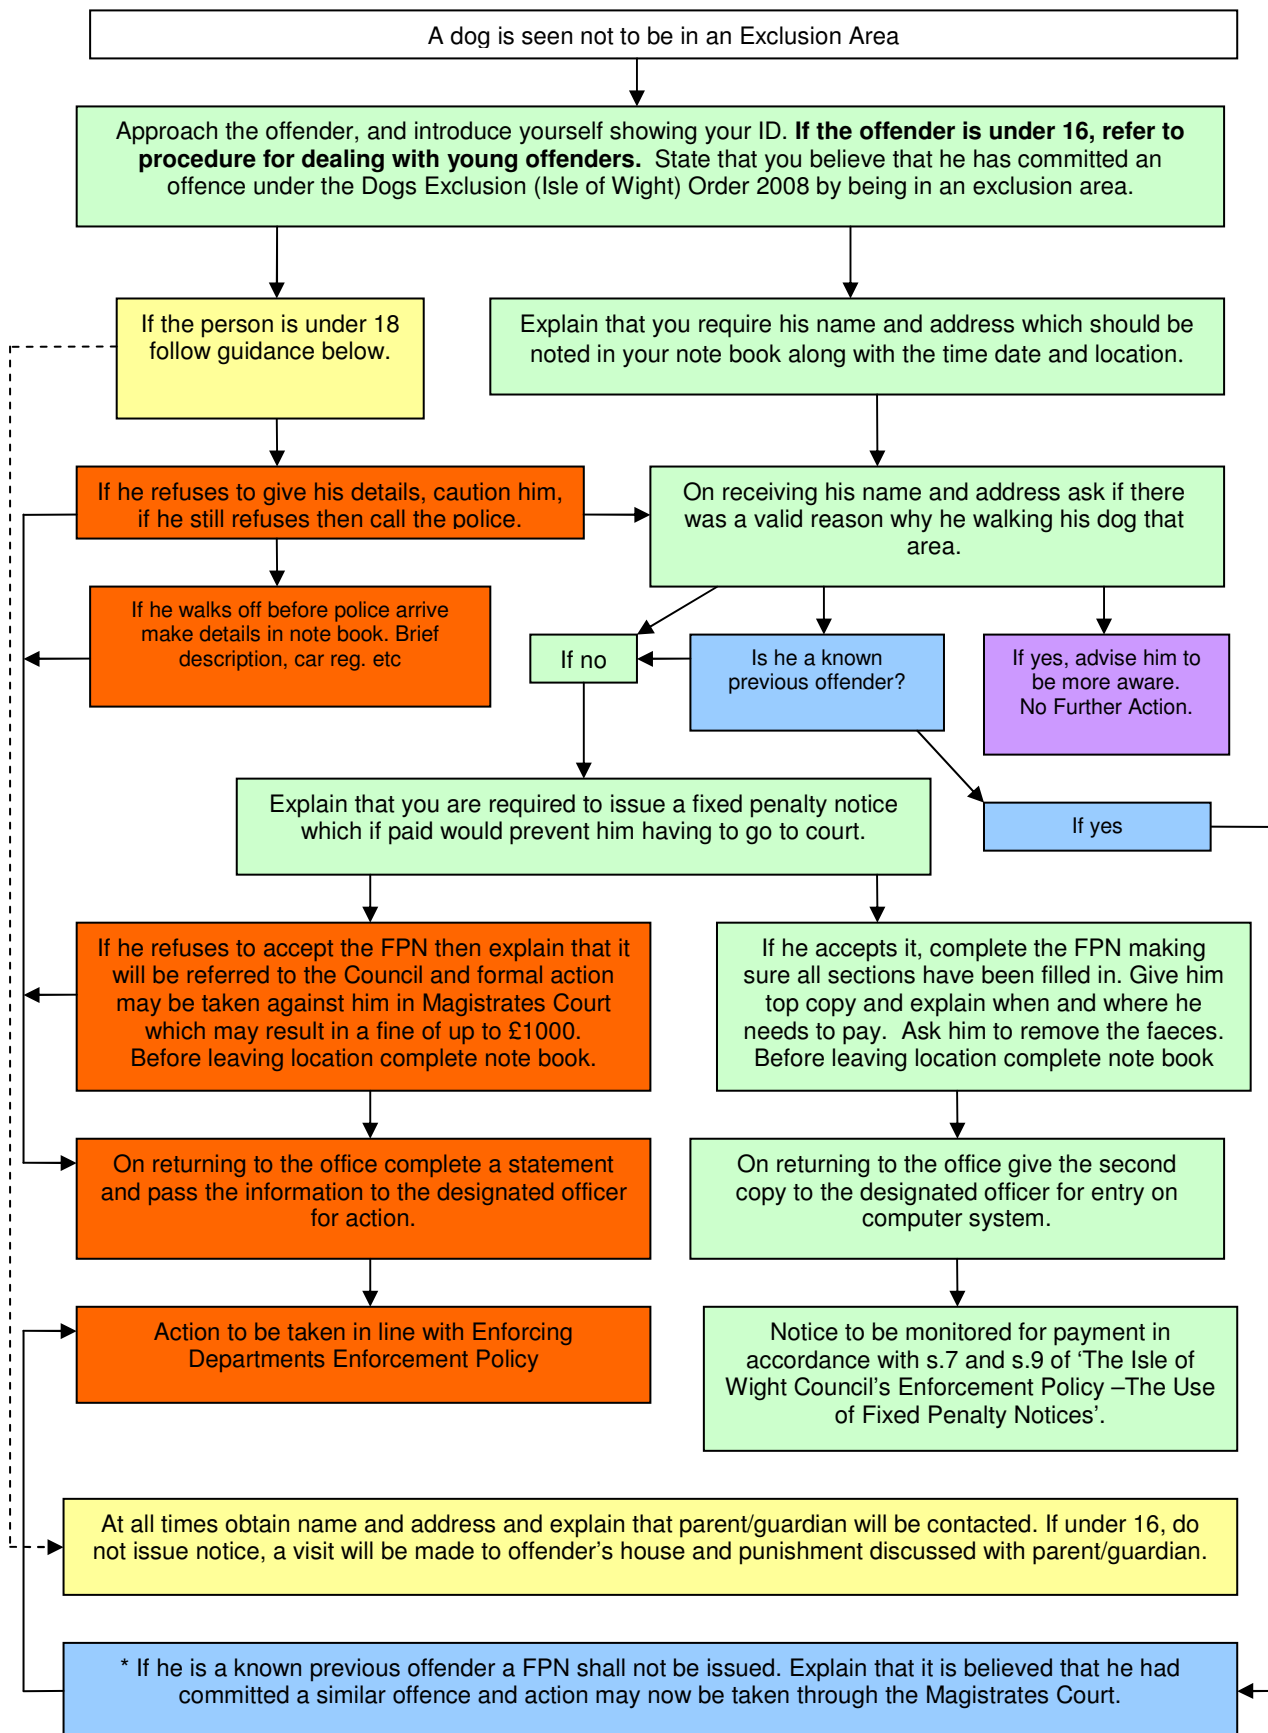 A dog is seen not to be in an Exclusion Area
Approach the offender, and introduce yourself showing your ID. If the offender is under 16, refer to
procedure for dealing with young offenders. State that you believe that he has committed an
offence under the Dogs Exclusion (Isle of Wight) Order 2008 by being in an exclusion area.
If the person is under 18
follow guidance below.
Explain that you require his name and address which should be
noted in your note book along with the time date and location.
If he refuses to give his details, caution him,
if he still refuses then call the police.
On receiving his name and address ask if there
was a valid reason why he walking his dog that
area.
If he walks off before police arrive
make details in note book. Brief
description, car reg. etc
If no
Is he a known
previous offender?
If yes, advise him to
be more aware.
No Further Action.
Explain that you are required to issue a fixed penalty notice
which if paid would prevent him having to go to court.
If yes
If he refuses to accept the FPN then explain that it
will be referred to the Council and formal action
may be taken against him in Magistrates Court
which may result in a fine of up to £1000.
Before leaving location complete note book.
If he accepts it, complete the FPN making
sure all sections have been filled in. Give him
top copy and explain when and where he
needs to pay. Ask him to remove the faeces.
Before leaving location complete note book
On returning to the office complete a statement
and pass the information to the designated officer
for action.
On returning to the office give the second
copy to the designated officer for entry on
computer system.
Action to be taken in line with Enforcing
Departments Enforcement Policy
Notice to be monitored for payment in
accordance with s.7 and s.9 of ‘The Isle of
Wight Council’s Enforcement Policy –The Use
of Fixed Penalty Notices’.
At all times obtain name and address and explain that parent/guardian will be contacted. If under 16, do
not issue notice, a visit will be made to offender’s house and punishment discussed with parent/guardian.
* If he is a known previous offender a FPN shall not be issued. Explain that it is believed that he had
committed a similar offence and action may now be taken through the Magistrates Court.